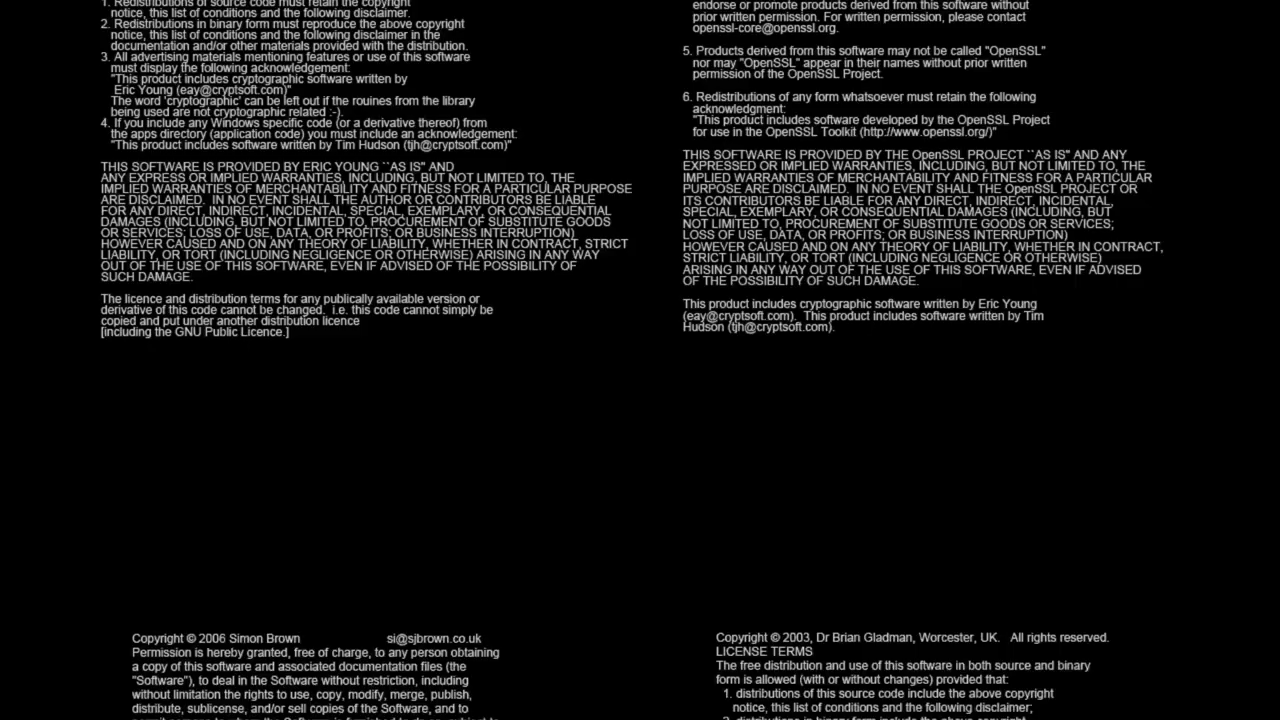 1. Redistributions of source code must retain the copyright
notice, this list of conditions and the following disclaimer.
2. Redistributions in binary form must reproduce the above copyright
notice, this list of conditions and the following disclaimer in the
documentation and/or other materials provided with the distribution.
3. All advertising materials mentioning features or use of this software
must display the following acknowledgement:
"This product includes cryptographic software written by
Eric Young (eay@cryptsoft.com)"
The word 'cryptographic' can be left out if the rouines from the library
being used are not cryptographic related :-).
4. If you include any Windows specific code (or a derivative thereof) from
the apps directory (application code) you must include an acknowledgement:
"This product includes software written by Tim Hudson (tjh@cryptsoft.com)"
THIS SOFTWARE IS PROVIDED BY ERIC YOUNG ``AS IS'' AND
ANY EXPRESS OR IMPLIED WARRANTIES, INCLUDING, BUT NOT LIMITED TO, THE
IMPLIED WARRANTIES OF MERCHANTABILITY AND FITNESS FOR A PARTICULAR PURPOSE
ARE DISCLAIMED.  IN NO EVENT SHALL THE AUTHOR OR CONTRIBUTORS BE LIABLE
FOR ANY DIRECT, INDIRECT, INCIDENTAL, SPECIAL, EXEMPLARY, OR CONSEQUENTIAL
DAMAGES (INCLUDING, BUT NOT LIMITED TO, PROCUREMENT OF SUBSTITUTE GOODS
OR SERVICES; LOSS OF USE, DATA, OR PROFITS; OR BUSINESS INTERRUPTION)
HOWEVER CAUSED AND ON ANY THEORY OF LIABILITY, WHETHER IN CONTRACT, STRICT
LIABILITY, OR TORT (INCLUDING NEGLIGENCE OR OTHERWISE) ARISING IN ANY WAY
OUT OF THE USE OF THIS SOFTWARE, EVEN IF ADVISED OF THE POSSIBILITY OF
SUCH DAMAGE.
The licence and distribution terms for any publically available version or
derivative of this code cannot be changed.  i.e. this code cannot simply be
copied and put under another distribution licence
[including the GNU Public Licence.]
endorse or promote products derived from this software without
prior written permission. For written permission, please contact
openssl-core@openssl.org.
5. Products derived from this software may not be called "OpenSSL"
nor may "OpenSSL" appear in their names without prior written
permission of the OpenSSL Project.
6. Redistributions of any form whatsoever must retain the following
acknowledgment:
"This product includes software developed by the OpenSSL Project
for use in the OpenSSL Toolkit (http://www.openssl.org/)"
THIS SOFTWARE IS PROVIDED BY THE OpenSSL PROJECT ``AS IS'' AND ANY
EXPRESSED OR IMPLIED WARRANTIES, INCLUDING, BUT NOT LIMITED TO, THE
IMPLIED WARRANTIES OF MERCHANTABILITY AND FITNESS FOR A PARTICULAR
PURPOSE ARE DISCLAIMED.  IN NO EVENT SHALL THE OpenSSL PROJECT OR
ITS CONTRIBUTORS BE LIABLE FOR ANY DIRECT, INDIRECT, INCIDENTAL,
SPECIAL, EXEMPLARY, OR CONSEQUENTIAL DAMAGES (INCLUDING, BUT
NOT LIMITED TO, PROCUREMENT OF SUBSTITUTE GOODS OR SERVICES;
LOSS OF USE, DATA, OR PROFITS; OR BUSINESS INTERRUPTION)
HOWEVER CAUSED AND ON ANY THEORY OF LIABILITY, WHETHER IN CONTRACT,
STRICT LIABILITY, OR TORT (INCLUDING NEGLIGENCE OR OTHERWISE)
ARISING IN ANY WAY OUT OF THE USE OF THIS SOFTWARE, EVEN IF ADVISED
OF THE POSSIBILITY OF SUCH DAMAGE.
This product includes cryptographic software written by Eric Young
(eay@cryptsoft.com).  This product includes software written by Tim
Hudson (tjh@cryptsoft.com).
Copyright © 2006 Simon Brown si@sjbrown.co.uk
Permission is hereby granted, free of charge, to any person obtaining
a copy of this software and associated documentation files (the
"Software"), to deal in the Software without restriction, including
without limitation the rights to use, copy, modify, merge, publish,
distribute, sublicense, and/or sell copies of the Software, and to
Copyright © 2003, Dr Brian Gladman, Worcester, UK.   All rights reserved.
LICENSE TERMS
The free distribution and use of this software in both source and binary
form is allowed (with or without changes) provided that:
1. distributions of this source code include the above copyright
notice, this list of conditions and the following disclaimer;